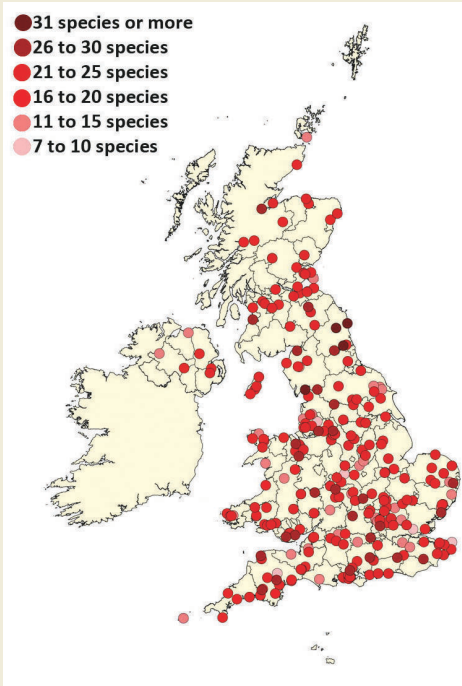 31 species or more
26 to 30 species
21 to 25 species
16 to 20 species
11 to 15 species
7 to 10 species